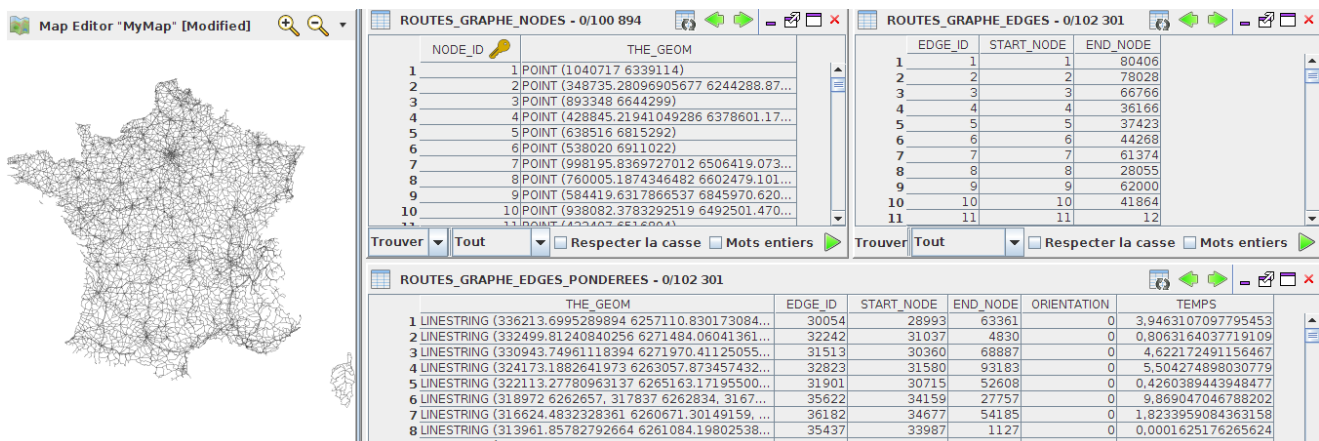 Map Editor "MyMap" [Modified]
ROUTES_GRAPHE_NODES - 0/100 894
NODE_ID THE_GEOM
1 1 POINT (1040717 6339114)
2 2 POINT (348735.28096905677 6244288.87...
3 3 POINT (893348 6644299)
4 4 POINT (428845.21941049286 6378601.17...
5 5 POINT (638516 6815292)
6 6 POINT (538020 6911022)
7 7 POINT (998195.8369727012 6506419.073...
8 8 POINT (760005.1874346482 6602479.101...
9 9 POINT (584419.6317866537 6845970.620...
10 10 POINT (938082.3783292519 6492501.470...
Trouver Tout Respecter la casse Mots entiers
ROUTES_GRAPHE_EDGES - 0/102 301
EDGE_ID START_NODE END_NODE
1 1 1 80406
2 2 2 78028
3 3 3 66766
4 4 4 36166
5 5 5 37423
6 6 6 44268
7 7 7 61374
8 8 8 28055
9 9 9 62000
10 10 10 41864
11 11 11 12
Trouver Tout Respecter la casse Mots entiers
ROUTES_GRAPHE_EDGES_PONDEREES - 0/102 301
THE_GEOM EDGE_ID START_NODE END_NODE ORIENTATION TEMPS
1 LINESTRING (336213.6995289894 6257110.830173084... 30054 28993 63361 0 3,9463107097795453
2 LINESTRING (332499.81240840256 6271484.06041361... 32242 31037 4830 0 0,8063164037719109
3 LINESTRING (330943.74961118394 6271970.41125055... 31513 30360 68887 0 4,622172491156467
4 LINESTRING (324173.1882641973 6263057.873457432... 32823 31580 93183 0 5,504274898030779
5 LINESTRING (322113.27780963137 6265163.17195500... 31901 30715 52608 0 0,4260389443948477
6 LINESTRING (318972 6262657, 317837 6262834, 3167... 35622 34159 27757 0 9,869047046788202
7 LINESTRING (316624.4832328361 6260671.30149159, ... 36182 34677 54185 0 1,8233959084363158
8 LINESTRING (313961.85782792664 6261084.19802538... 35437 33987 1127 0 0,0001625176265624